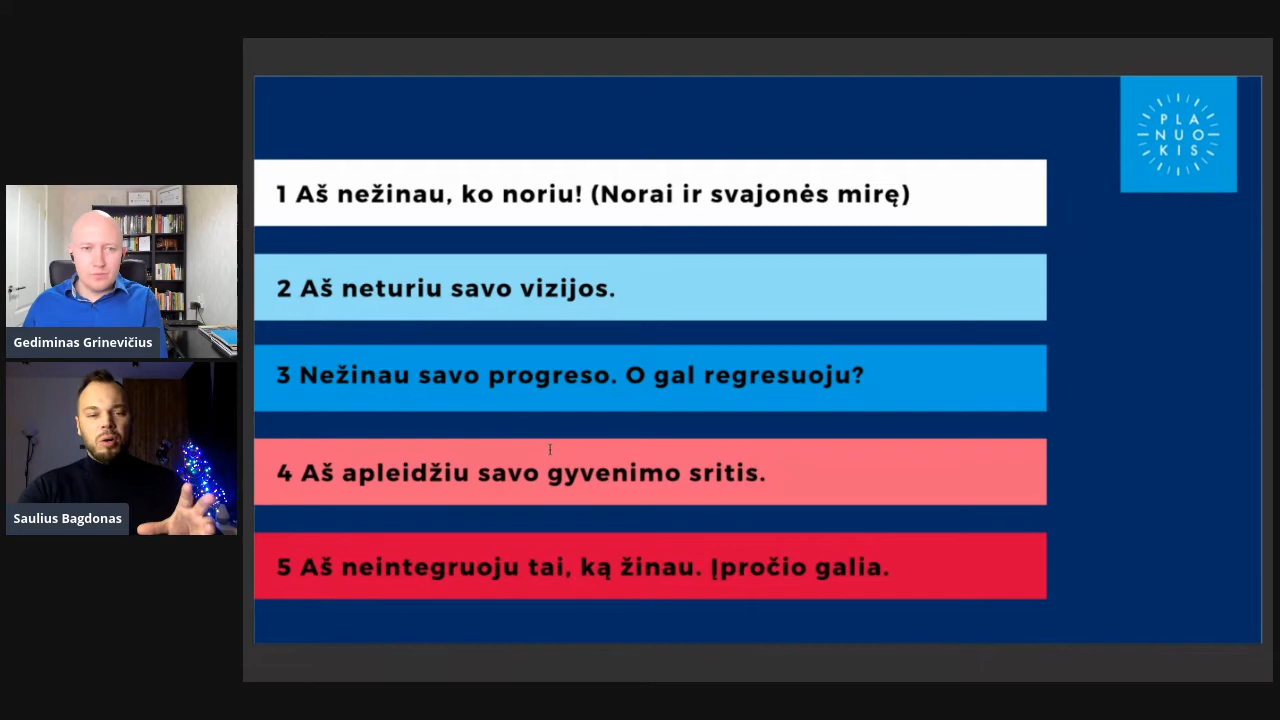 PLA
NUO
KIS
1 Aš nežinau, ko noriu! (Norai ir svajonės mirę)
2 Aš neturiu savo vizijos.
3 Nežinau savo progreso. O gal regresuoju?
4 Aš apleidžiu savo gyvenimo sritis.
5 Aš neintegruoju tai, ką žinau. Įpročio galia.
Gediminas Grinevičius
Saulius Bagdonas